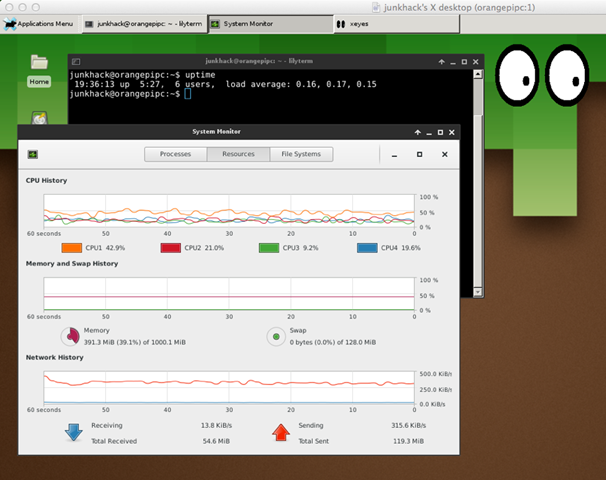 junkhack's X desktop (orangepipc:1)
Applications Menu
junkhack@orangepipc: ~ - lilyterm
System Monitor
xeyes
Home
junkhack@orangepipc: ~ - lilyterm
junkhack@orangepipc:~$ uptime
19:36:13 up 5:27, 6 users, load average: 0.16, 0.17, 0.15
junkhack@orangepipc:~$
System Monitor
Processes
Resources
File Systems
CPU History
100 %
50 %
0 %
60 seconds 50 40 30 20 10 0
CPU1 42.9% CPU2 21.0% CPU3 9.2% CPU4 19.6%
Memory and Swap History
100 %
50 %
0 %
60 seconds 50 40 30 20 10 0
Memory
391.3 MiB (39.1%) of 1000.1 MiB
Swap
0 bytes (0.0%) of 128.0 MiB
Network History
500.0 KiB/s
250.0 KiB/s
0.0 KiB/s
60 seconds 50 40 30 20 10 0
Receiving 13.8 KiB/s
Total Received 54.6 MiB
Sending 315.6 KiB/s
Total Sent 119.3 MiB